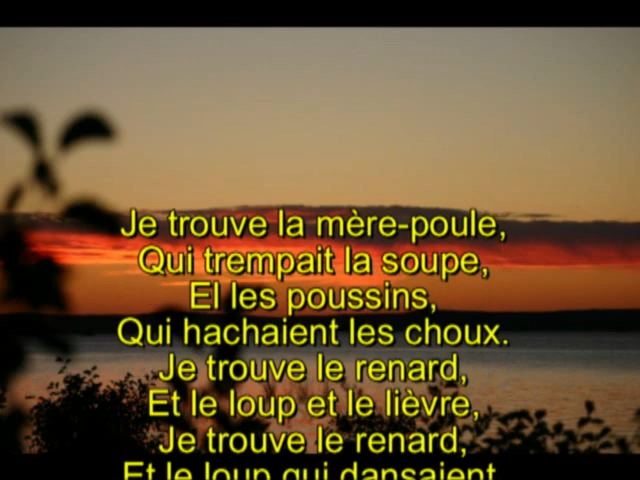 Je trouve la mère-poule,
Qui trempait la soupe,
El les poussins,
Qui hachaient les choux.
Je trouve le renard,
Et le loup et le lièvre,
Je trouve le renard,
Et le loup qui dansaient